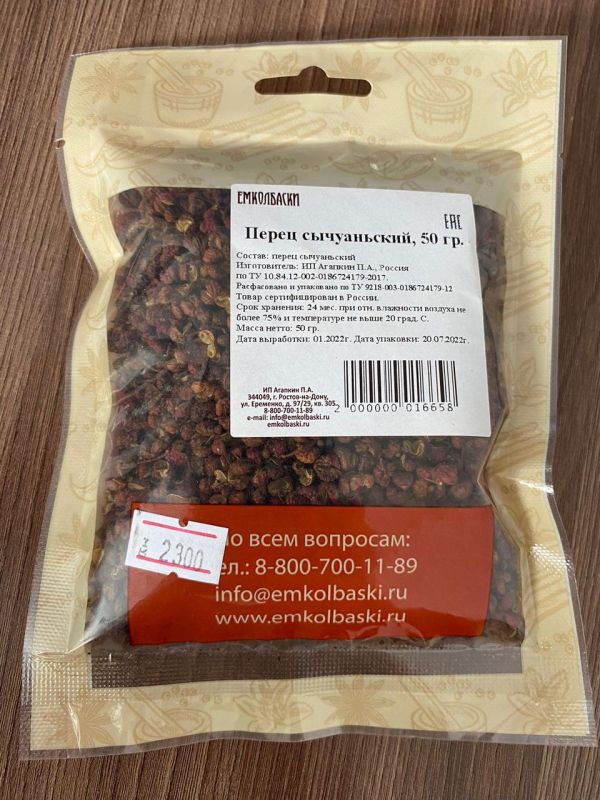 ЕМКОЛБАСКИ
EAC
Перец сычуаньский, 50 гр.
Состав: перец сычуаньский
Изготовитель: ИП Агапкин П.А., Россия
по ТУ 10.84.12-002-0186724179-2017.
Расфасовано и упаковано по ТУ 9218-003-0186724179-12
Товар сертифицирован в России.
Срок хранения: 24 мес. при отн. влажности воздуха не
более 75% и температуре не выше 20 град. С.
Масса нетто: 50 гр.
Дата выработки: 01.2022г. Дата упаковки: 20.07.2022г.
ИП Агапкин П.А.
344049, г. Ростов-на-Дону,
ул. Еременко, д. 97/29, кв. 305
8-800-700-11-89
e-mail: info@emkolbaski.ru
emkolbaski.ru
2 000000 016658
2300
по всем вопросам:
ел.: 8-800-700-11-89
info@emkolbaski.ru
www.emkolbaski.ru